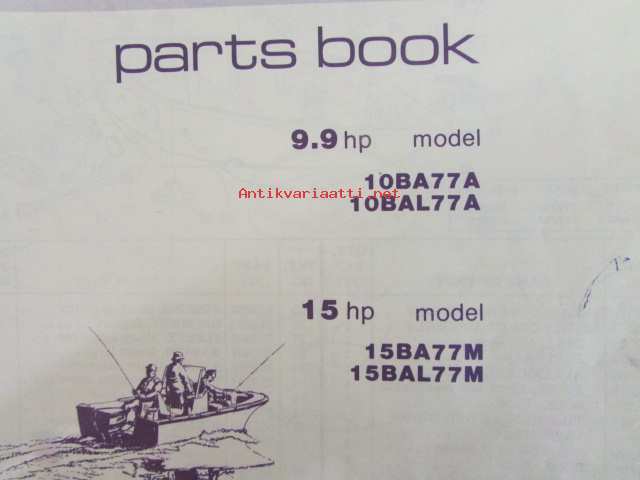 parts book
9.9 hp model
10BA77A
Antikvariaatti.net
10BAL77A
15 hp model
15BA77M
15BAL77M